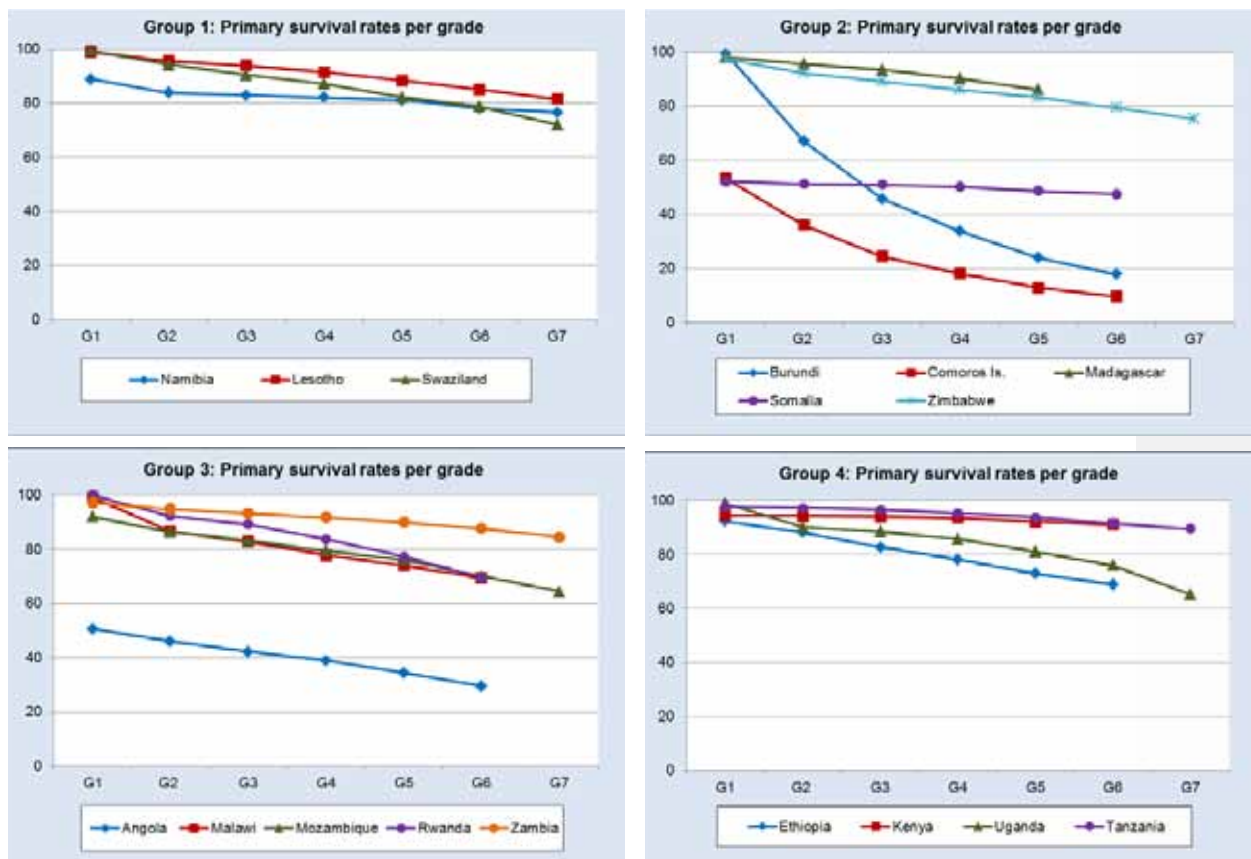 Group 1: Primary survival rates per grade
100
80
60
40
20
0
G1 G2 G3 G4 G5 G6 G7
Namibia Lesotho Swaziland
Group 2: Primary survival rates per grade
100
80
60
40
20
0
G1 G2 G3 G4 G5 G6 G7
Burundi Comoros Is. Madagascar
Somalia Zimbabwe
Group 3: Primary survival rates per grade
100
80
60
40
20
0
G1 G2 G3 G4 G5 G6 G7
Angola Malawi Mozambique Rwanda Zambia
Group 4: Primary survival rates per grade
100
80
60
40
20
0
G1 G2 G3 G4 G5 G6 G7
Ethiopia Kenya Uganda Tanzania